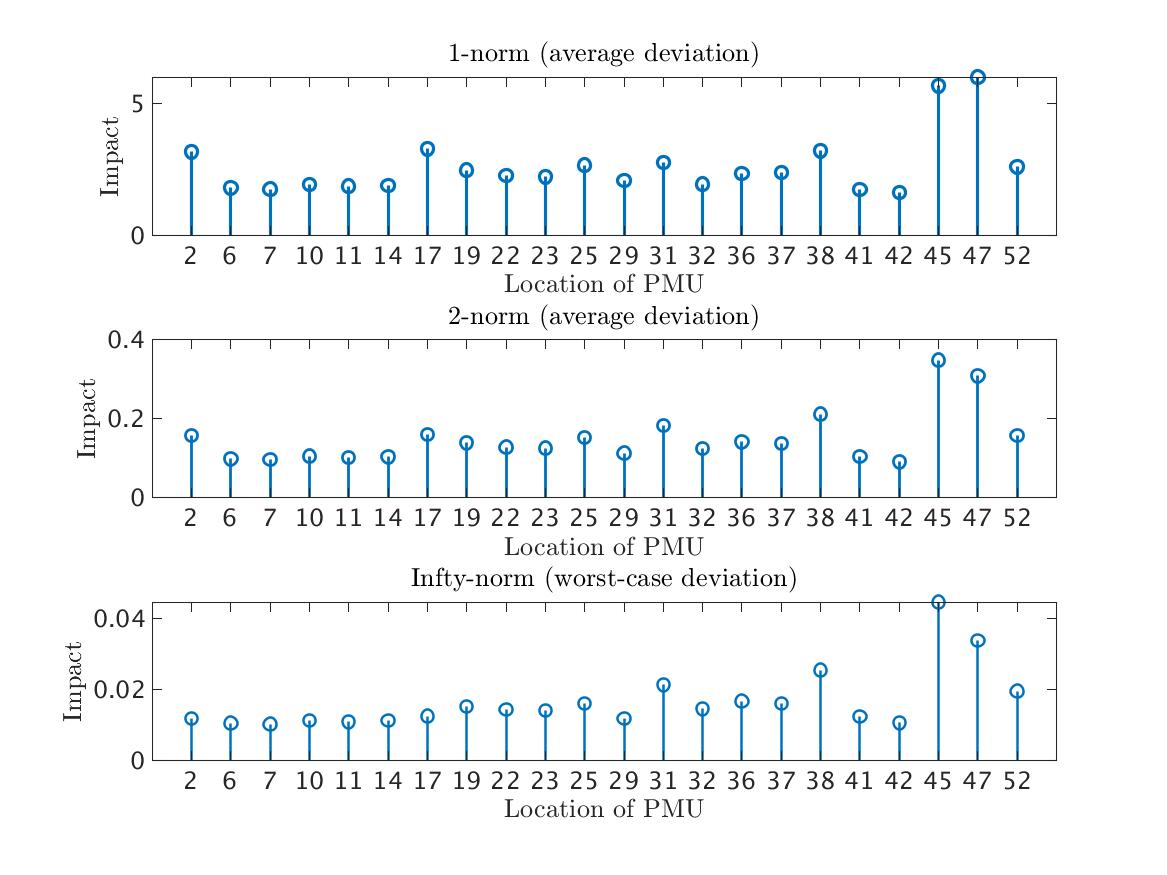 1-norm (average deviation)
Impact
5
0
2 6 7 10 11 14 17 19 22 23 25 29 31 32 36 37 38 41 42 45 47 52
Location of PMU
2-norm (average deviation)
Impact
0.4
0.2
0
2 6 7 10 11 14 17 19 22 23 25 29 31 32 36 37 38 41 42 45 47 52
Location of PMU
Infty-norm (worst-case deviation)
Impact
0.04
0.02
0
2 6 7 10 11 14 17 19 22 23 25 29 31 32 36 37 38 41 42 45 47 52
Location of PMU